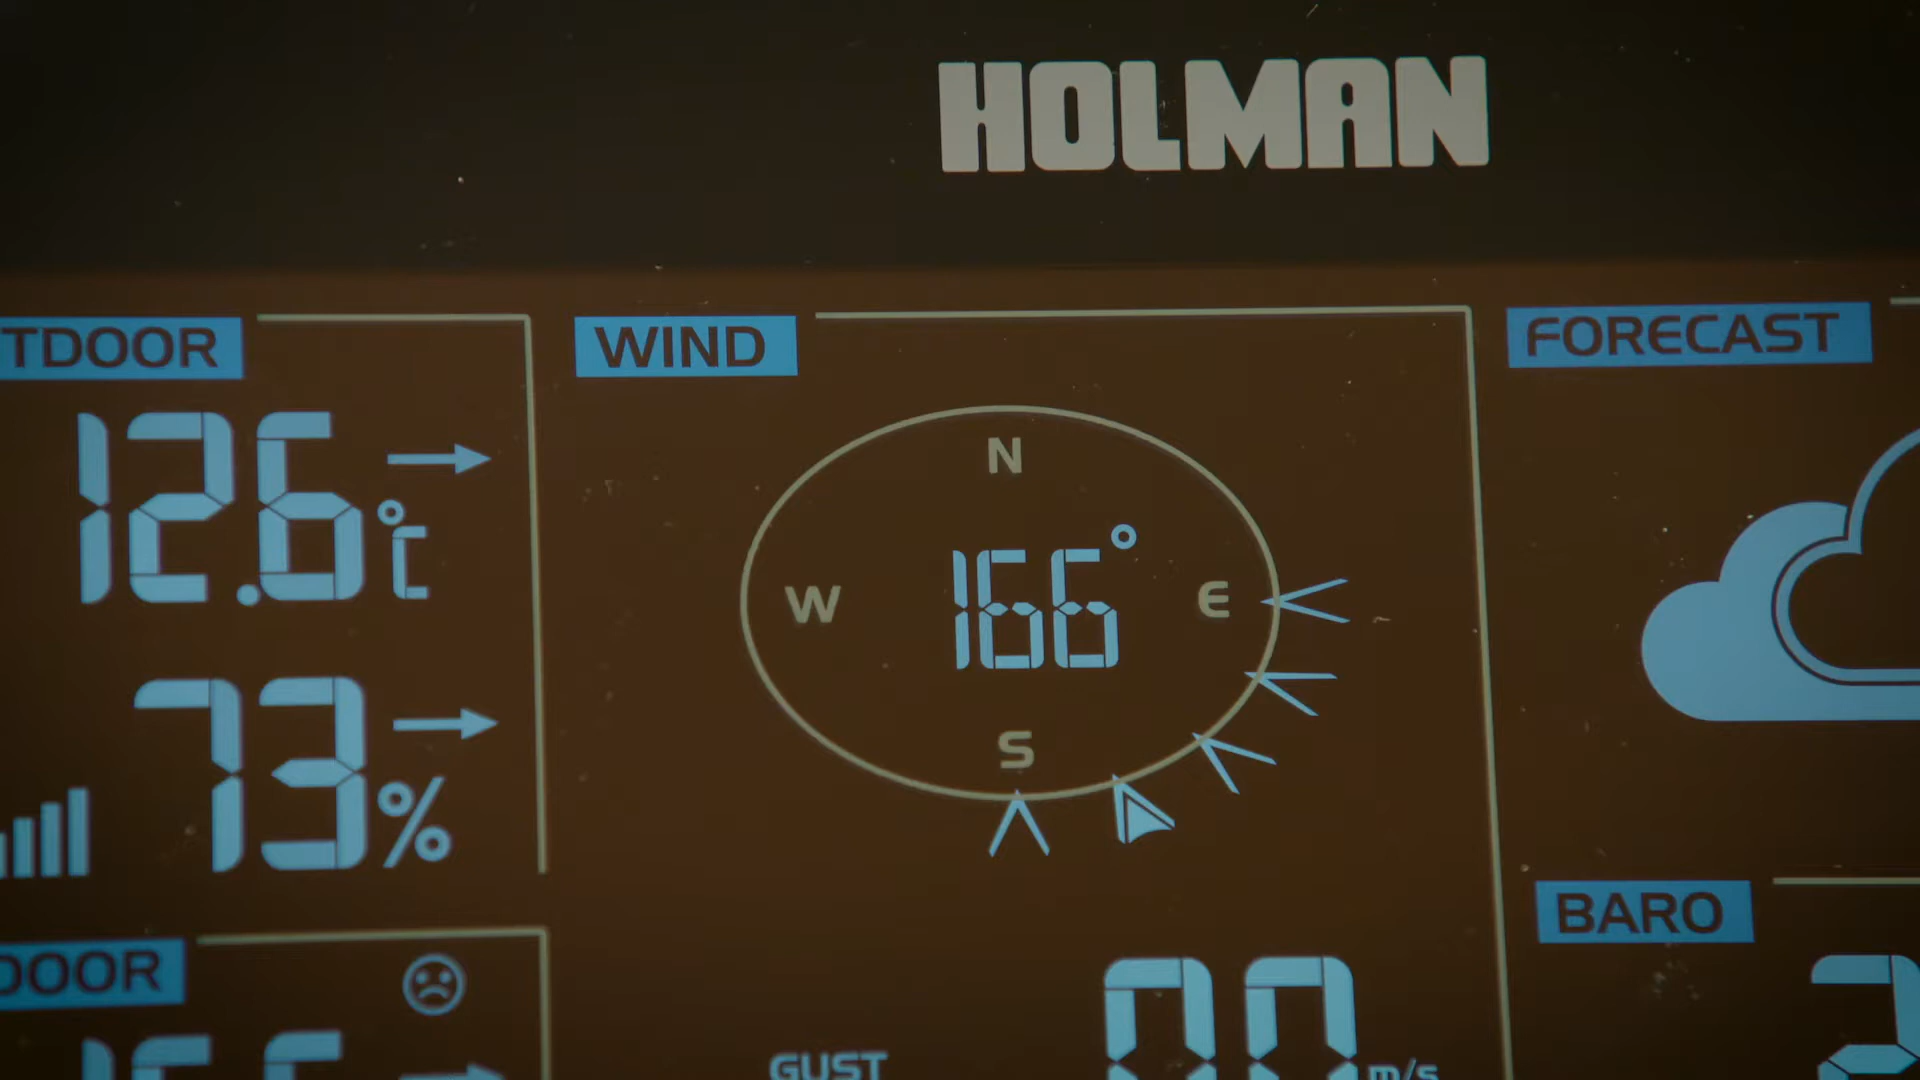 HOLMAN
TDOOR
12.6°C
73%
DOOR
WIND
N
W
166°
E
S
GUST
m/s
FORECAST
BARO